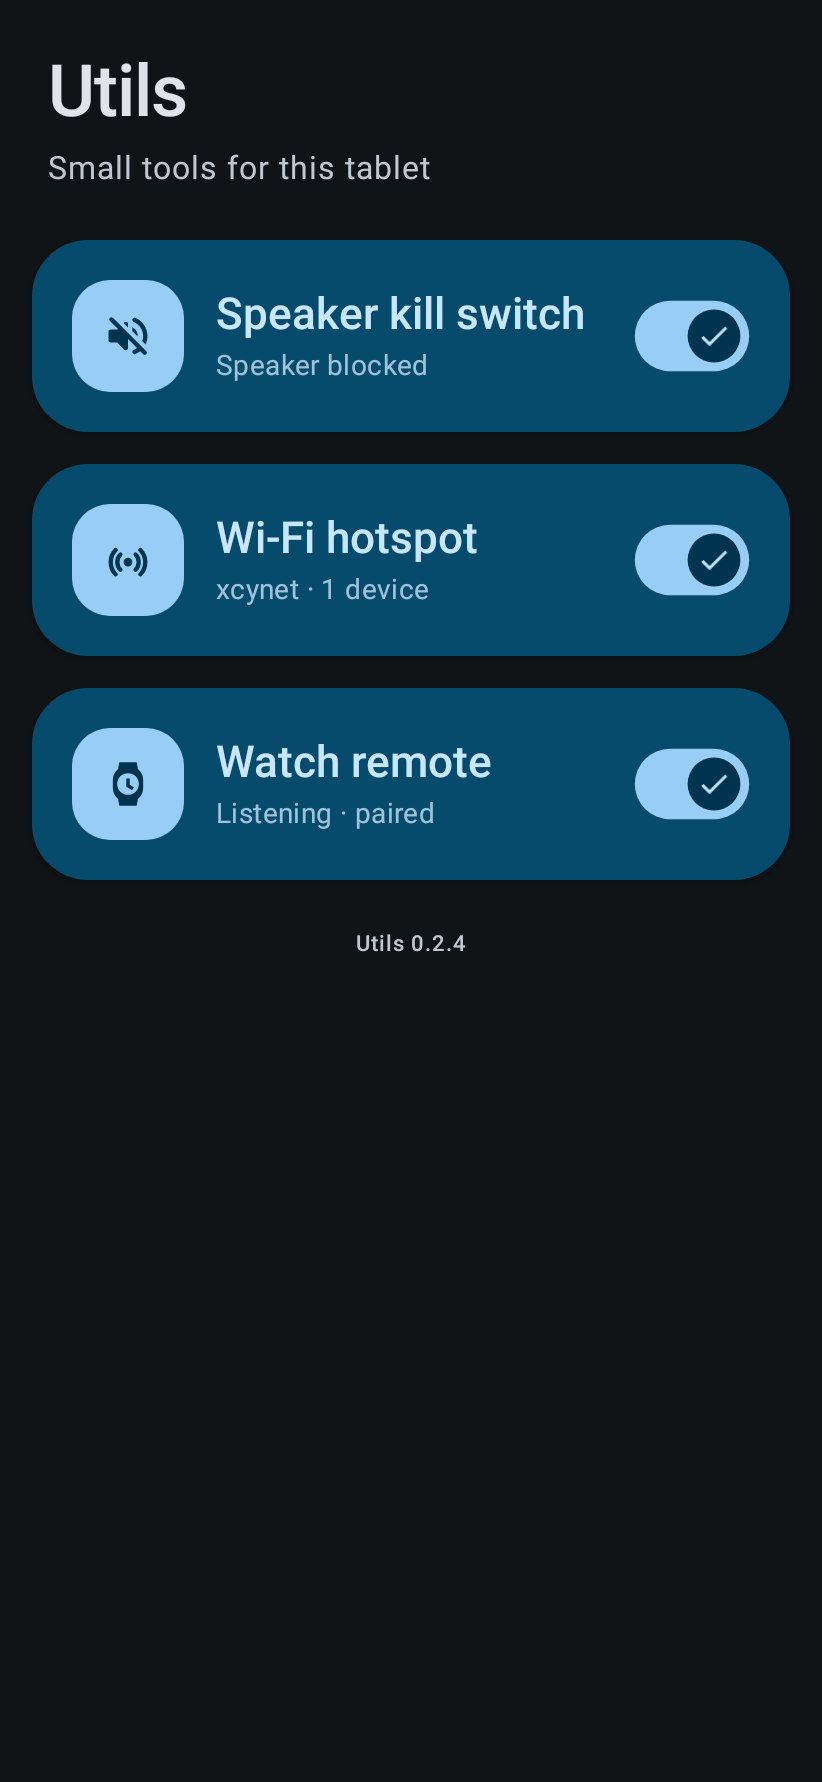 Utils
Small tools for this tablet
Speaker kill switch
Speaker blocked
Wi-Fi hotspot
xcynet · 1 device
Watch remote
Listening · paired
Utils 0.2.4